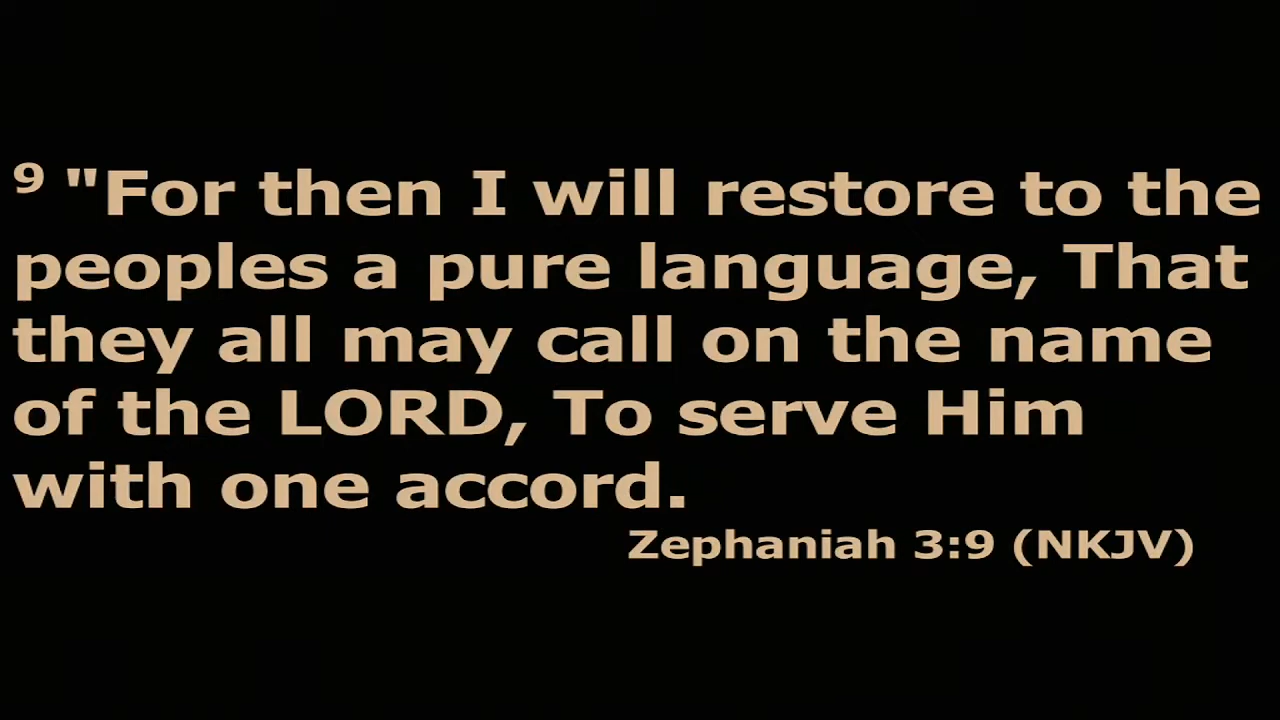 9 "For then I will restore to the
peoples a pure language, That
they all may call on the name
of the LORD, To serve Him
with one accord.
Zephaniah 3:9 (NKJV)